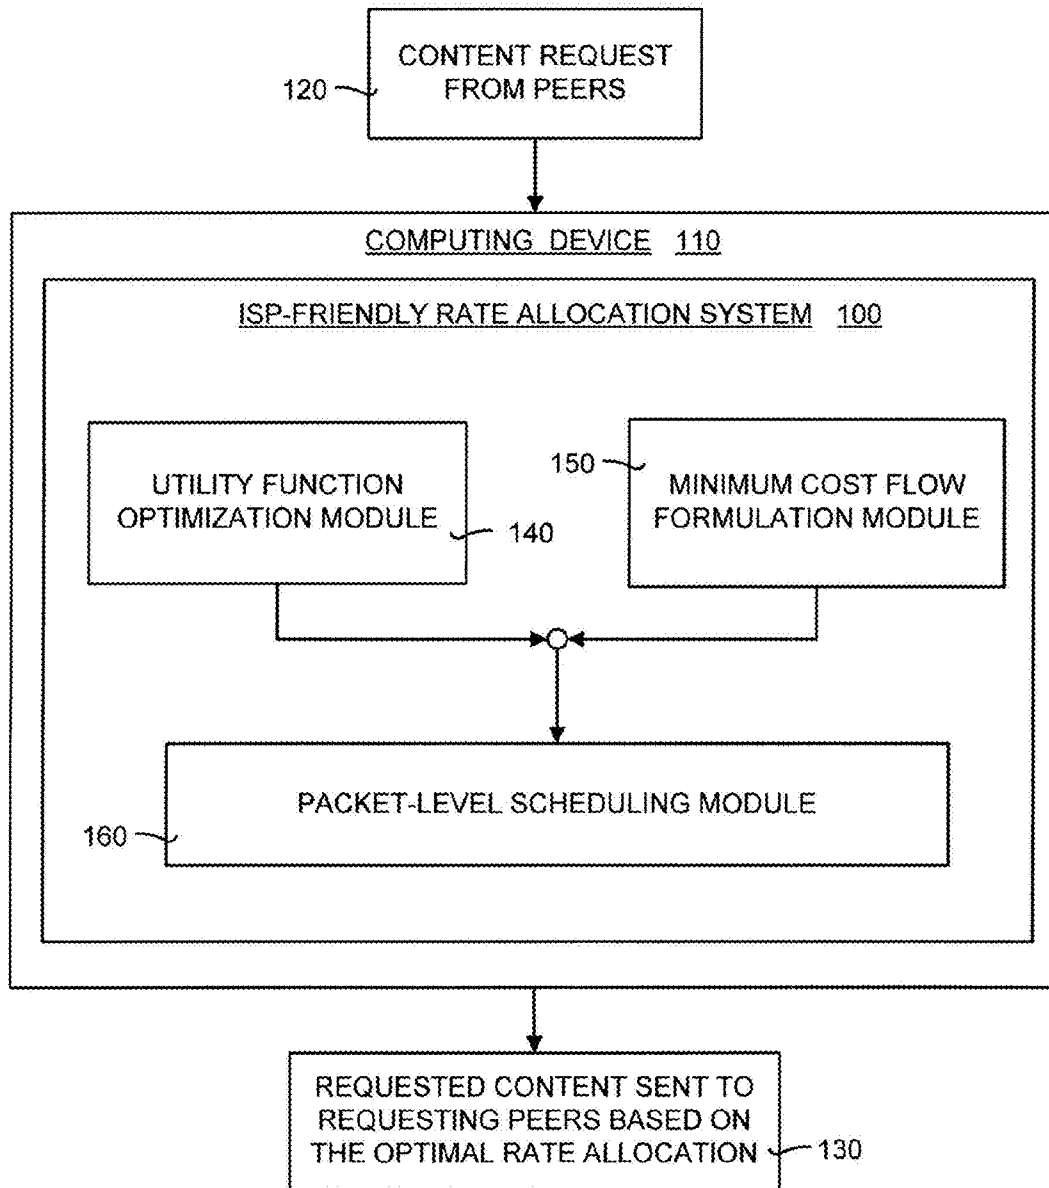 CONTENT REQUEST
FROM PEERS
120
COMPUTING DEVICE 110
ISP-FRIENDLY RATE ALLOCATION SYSTEM 100
UTILITY FUNCTION
OPTIMIZATION MODULE
140
150
MINIMUM COST FLOW
FORMULATION MODULE
PACKET-LEVEL SCHEDULING MODULE
160
REQUESTED CONTENT SENT TO
REQUESTING PEERS BASED ON
THE OPTIMAL RATE ALLOCATION
130